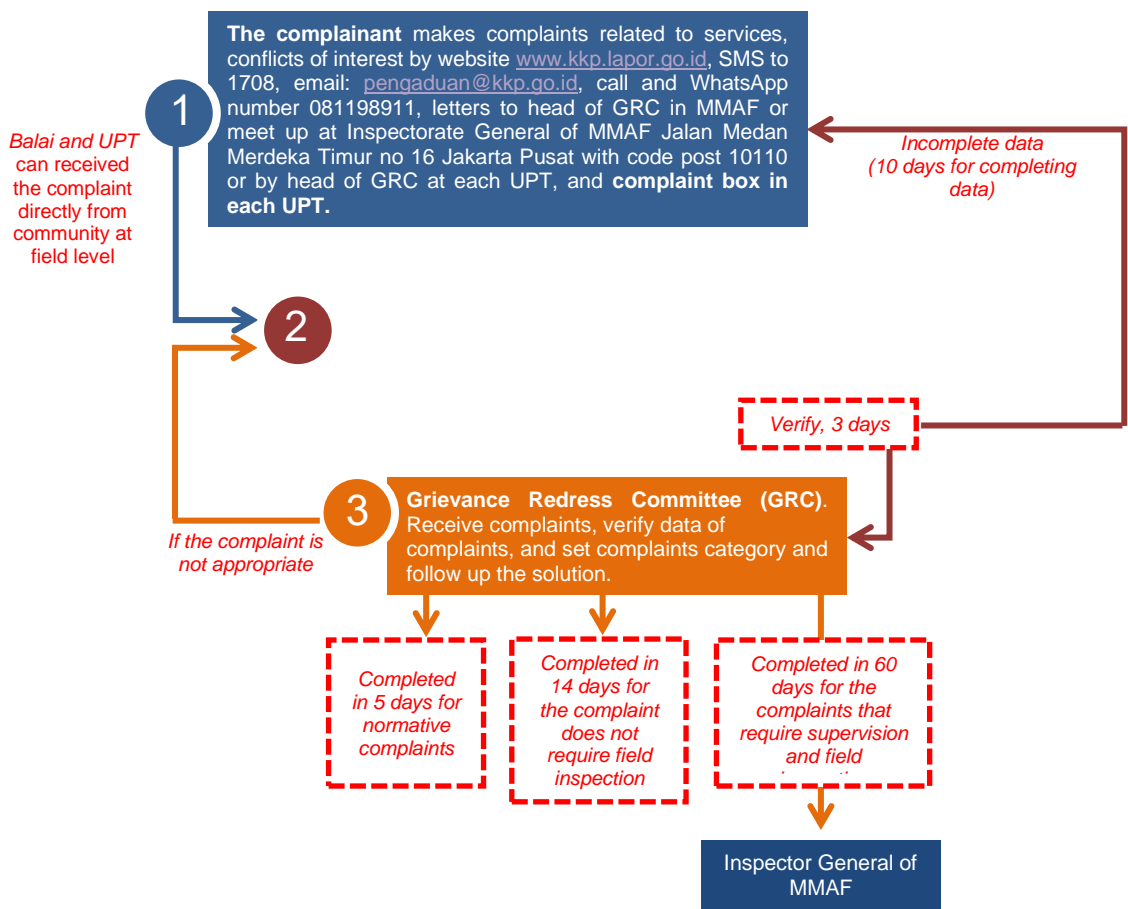 The complainant makes complaints related to services,
conflicts of interest by website www.kkp.lapor.go.id, SMS to
1708, email: pengaduan@kkp.go.id, call and WhatsApp
number 081198911, letters to head of GRC in MMAF or
meet up at Inspectorate General of MMAF Jalan Medan
Merdeka Timur no 16 Jakarta Pusat with code post 10110
or by head of GRC at each UPT, and complaint box in
each UPT.
1
Balai and UPT
can received
the complaint
directly from
community at
field level
Incomplete data
(10 days for completing
data)
2
Verify, 3 days
3
Grievance Redress Committee (GRC).
Receive complaints, verify data of
complaints, and set complaints category and
follow up the solution.
If the complaint is
not appropriate
Completed
in 5 days for
normative
complaints
Completed in
14 days for
the complaint
does not
require field
inspection
Completed in 60
days for the
complaints that
require supervision
and field
Inspector General of
MMAF